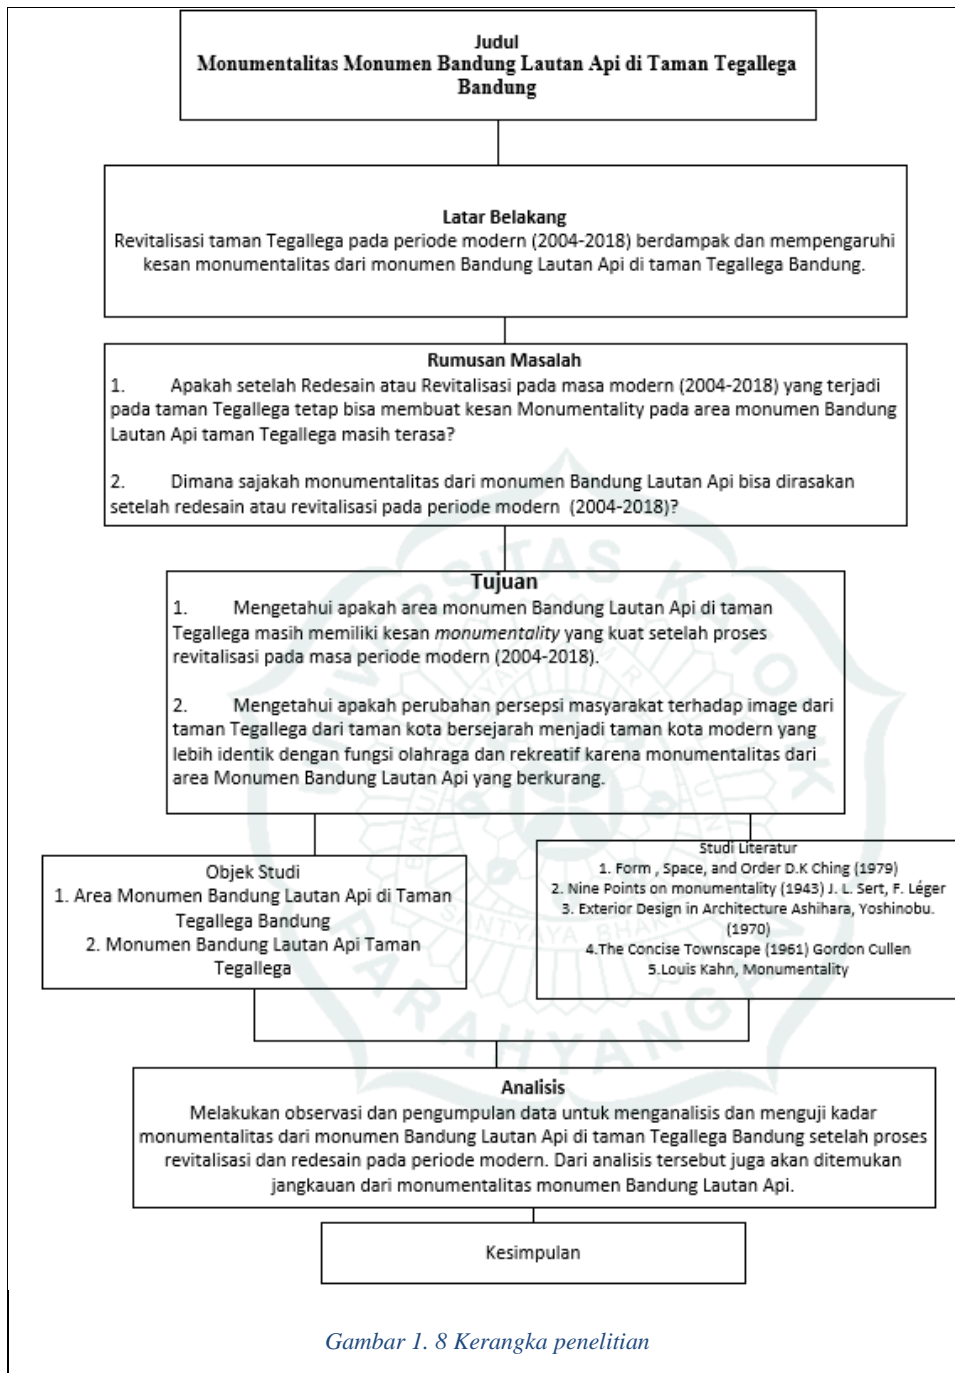 Judul
Monumentalitas Monumen Bandung Lautan Api di Taman Tegallega
Bandung
Latar Belakang
Revitalisasi taman Tegallega pada periode modern (2004-2018) berdampak dan mempengaruhi
kesan monumentalitas dari monumen Bandung Lautan Api di taman Tegallega Bandung.
Rumusan Masalah
1. Apakah setelah Redesain atau Revitalisasi pada masa modern (2004-2018) yang terjadi
pada taman Tegallega tetap bisa membuat kesan Monumentality pada area monumen Bandung
Lautan Api taman Tegallega masih terasa?
2. Dimana sajakah monumentalitas dari monumen Bandung Lautan Api bisa dirasakan
setelah redesain atau revitalisasi pada periode modern (2004-2018)?
Tujuan
1. Mengetahui apakah area monumen Bandung Lautan Api di taman
Tegallega masih memiliki kesan monumentality yang kuat setelah proses
revitalisasi pada masa periode modern (2004-2018).
2. Mengetahui apakah perubahan persepsi masyarakat terhadap image dari
taman Tegallega dari taman kota bersejarah menjadi taman kota modern yang
lebih identik dengan fungsi olahraga dan rekreatif karena monumentalitas dari
area Monumen Bandung Lautan Api yang berkurang.
Objek Studi
1. Area Monumen Bandung Lautan Api di Taman
Tegallega Bandung
2. Monumen Bandung Lautan Api Taman
Tegallega
Studi Literatur
1. Form , Space, and Order D.K Ching (1979)
2. Nine Points on monumentality (1943) J. L. Sert, F. Léger
3. Exterior Design in Architecture Ashihara, Yoshinobu.
(1970)
4.The Concise Townscape (1961) Gordon Cullen
5.Louis Kahn, Monumentality
Analisis
Melakukan observasi dan pengumpulan data untuk menganalisis dan menguji kadar
monumentalitas dari monumen Bandung Lautan Api di taman Tegallega Bandung setelah proses
revitalisasi dan redesain pada periode modern. Dari analisis tersebut juga akan ditemukan
jangkauan dari monumentalitas monumen Bandung Lautan Api.
Kesimpulan
Gambar 1. 8 Kerangka penelitian
UNIVERSITAS KATOLIK
PARAHYANGAN